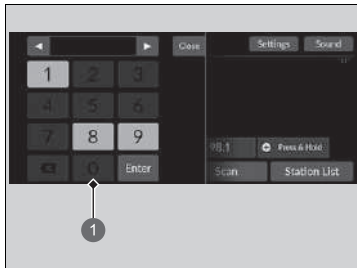 ◄ ► Close Settings Sound
1 2 3
4 5 6
7 8 9
98.1 Press & Hold
0 Enter Scan Station List
1